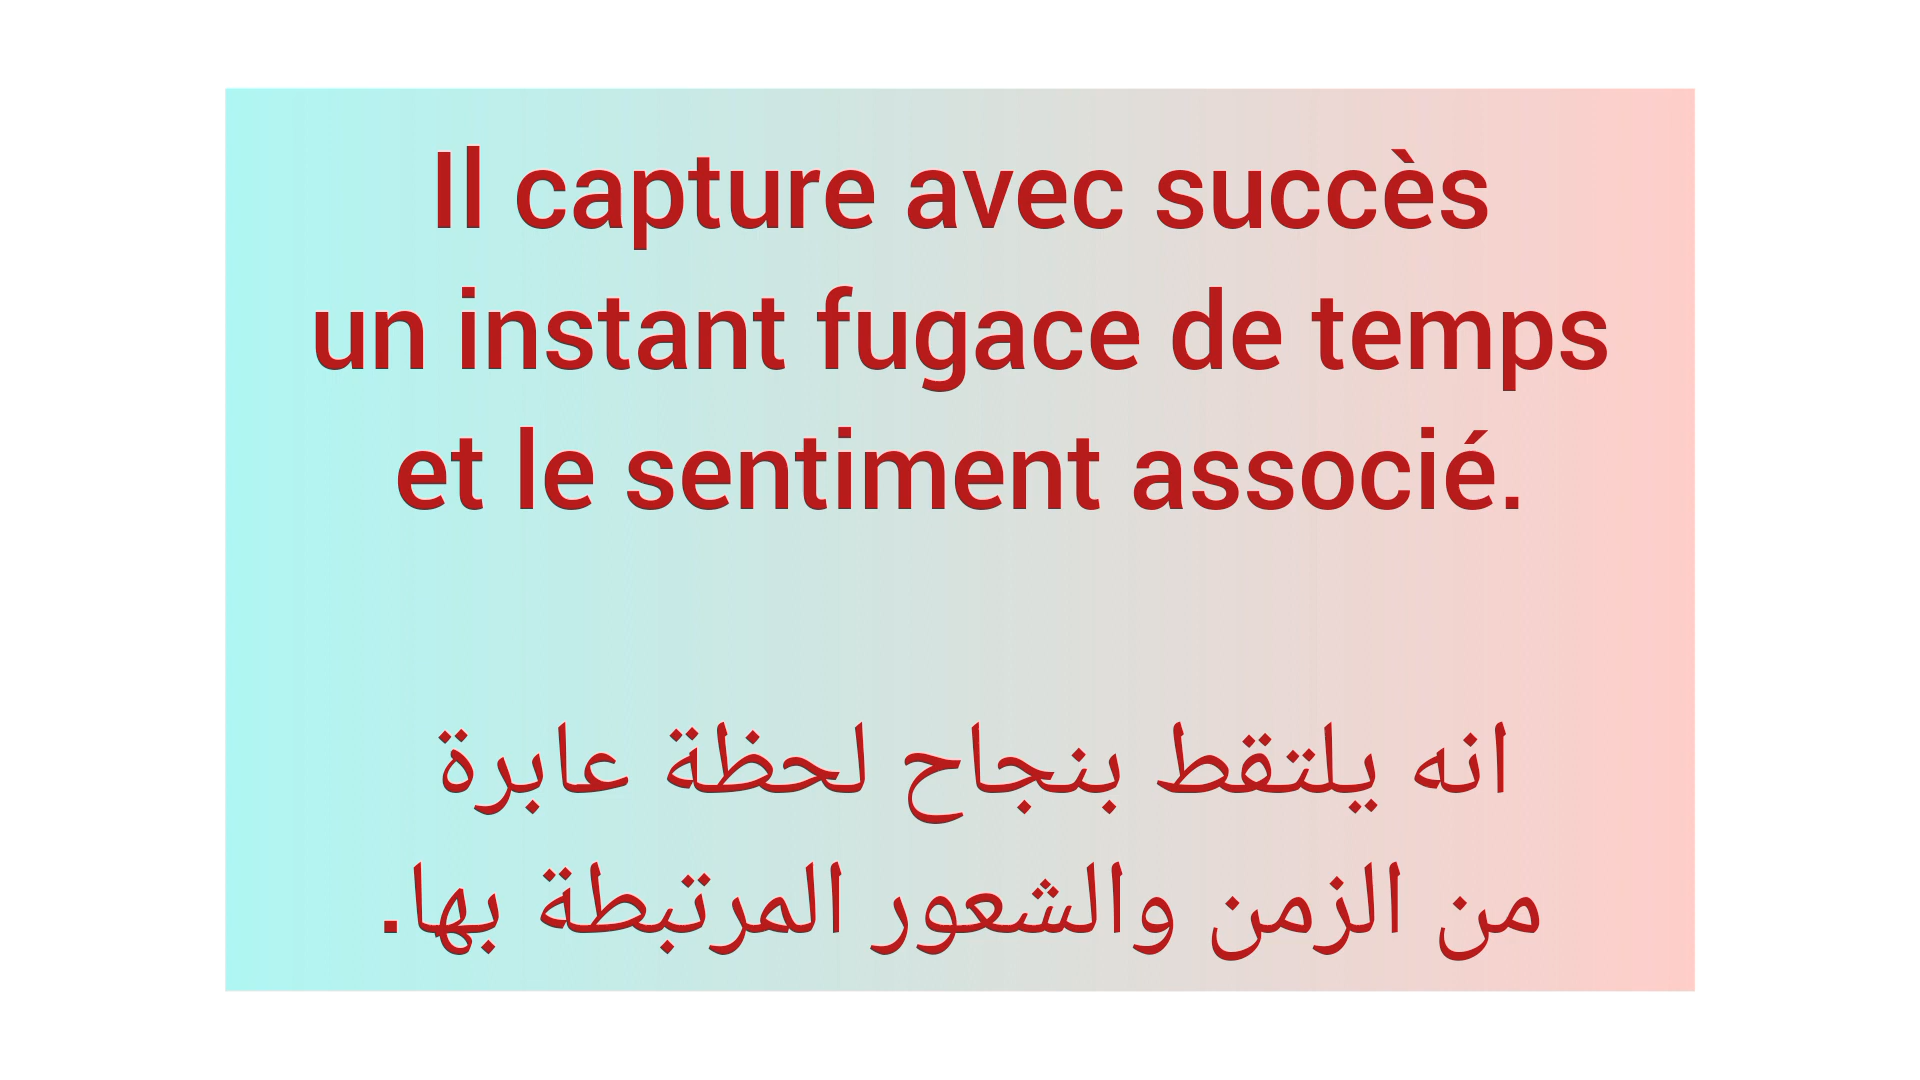 Il capture avec succès
un instant fugace de temps
et le sentiment associé.
انه يلتقط بنجاح لحظة عابرة
من الزمن والشعور المرتبطة بها.